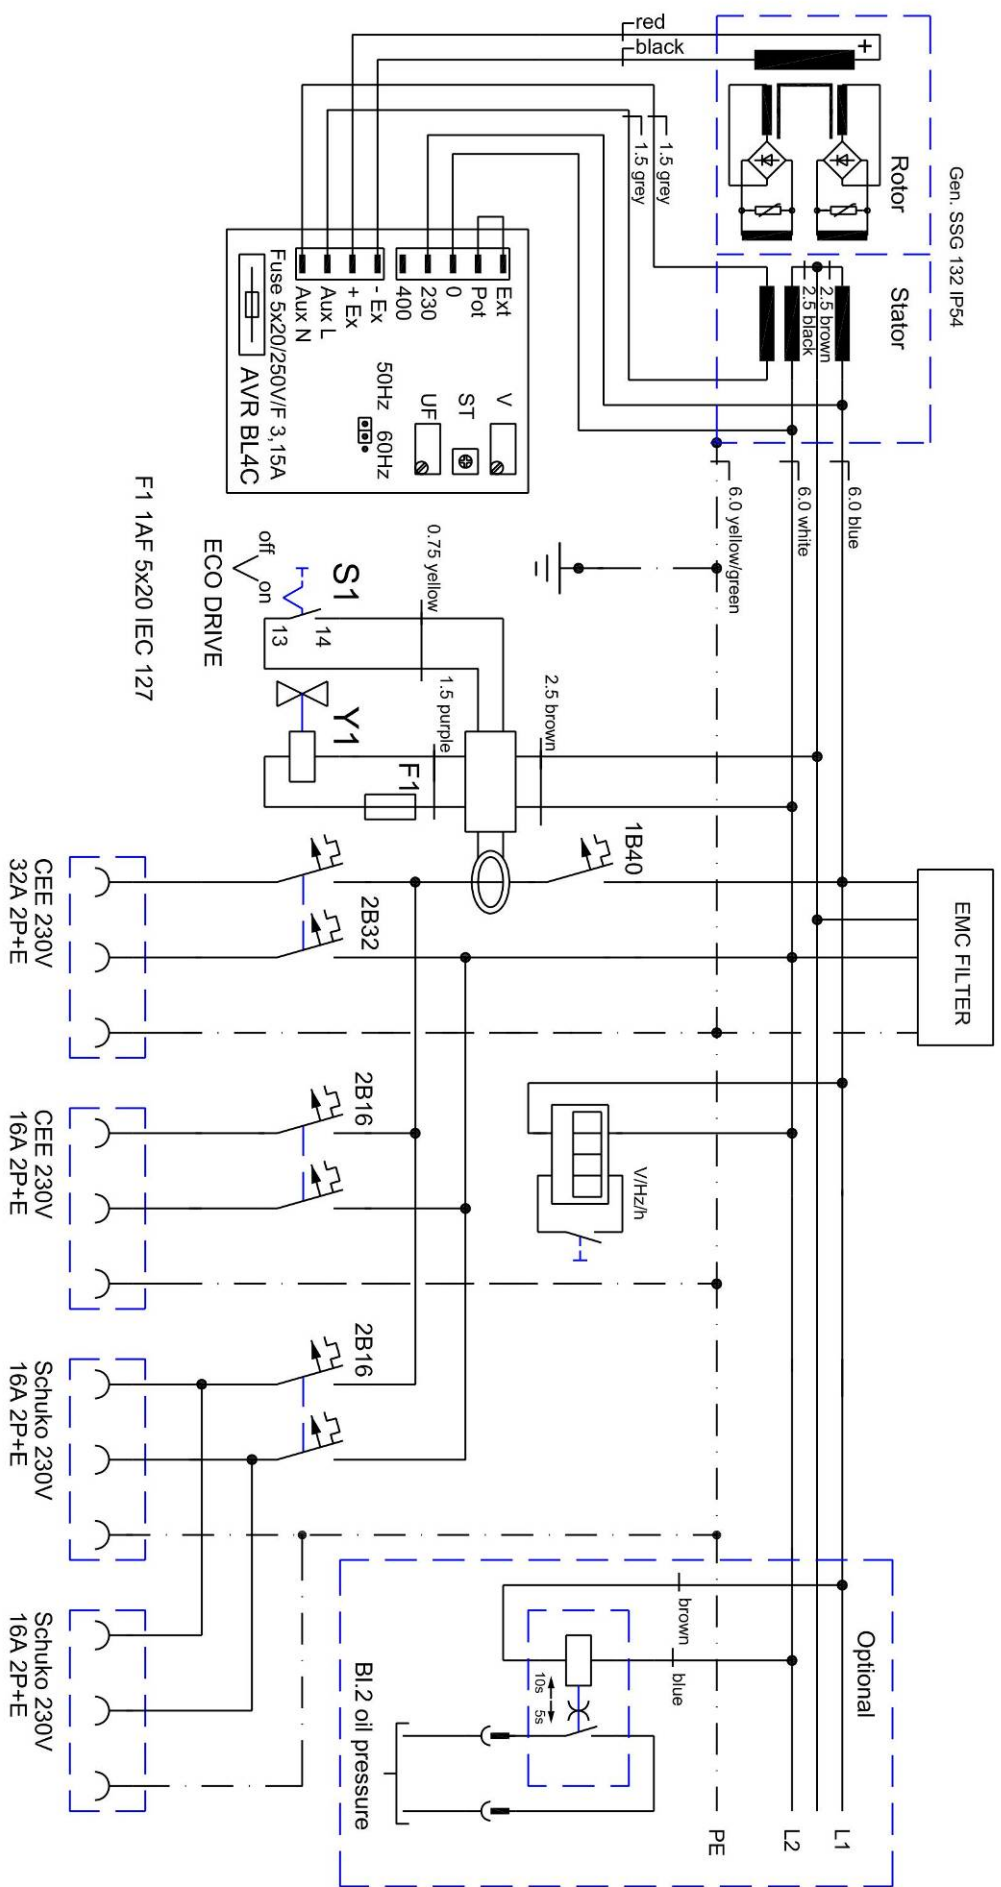 Gen. SSG 132 IP54
Rotor
Stator
+
red
black
1.5 grey
1.5 grey
2.5 brown
2.5 black
Ext
Pot
0
230
400
- Ex
+ Ex
Aux L
Aux N
V
ST
UF
50Hz 60Hz
Fuse 5x20/250V/F 3,15A
AVR BL4C
6.0 blue
6.0 white
6.0 yellow/green
F1 1AF 5x20 IEC 127
0.75 yellow
S1
13
14
off
on
ECO DRIVE
2.5 brown
1.5 purple
Y1
F1
1B40
EMC FILTER
2B32
CEE 230V
32A 2P+E
V/Hz/h
2B16
CEE 230V
16A 2P+E
2B16
Schuko 230V
16A 2P+E
Schuko 230V
16A 2P+E
Optional
brown
blue
10s
5s
BI.2 oil pressure
L1
L2
PE